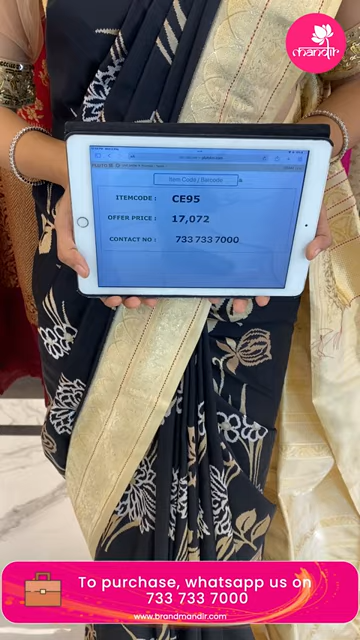 mandir
Item Code / Barcode
ITEMCODE : CE95
OFFER PRICE : 17,072
CONTACT NO : 733 733 7000
To purchase, whatsapp us on
733 733 7000
www.brandmandir.com